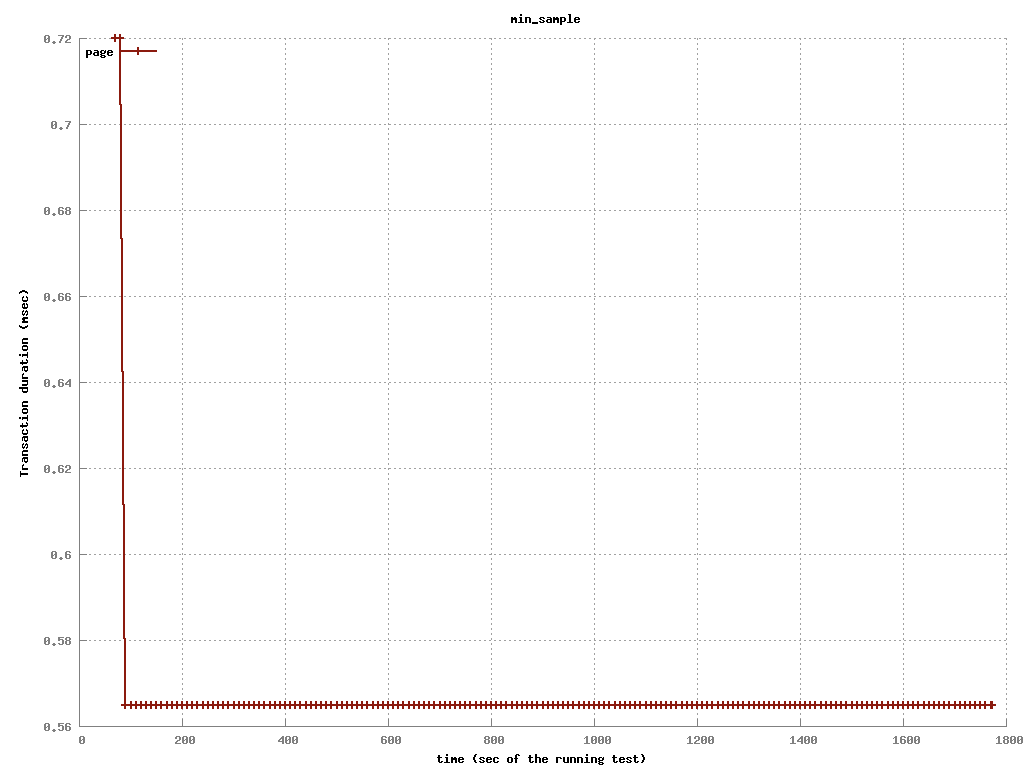 min_sample
0.72
page
0.7
0.68
0.66
0.64
0.62
0.6
0.58
0.56
Transaction duration (msec)
0 200 400 600 800 1000 1200 1400 1600 1800
time (sec of the running test)